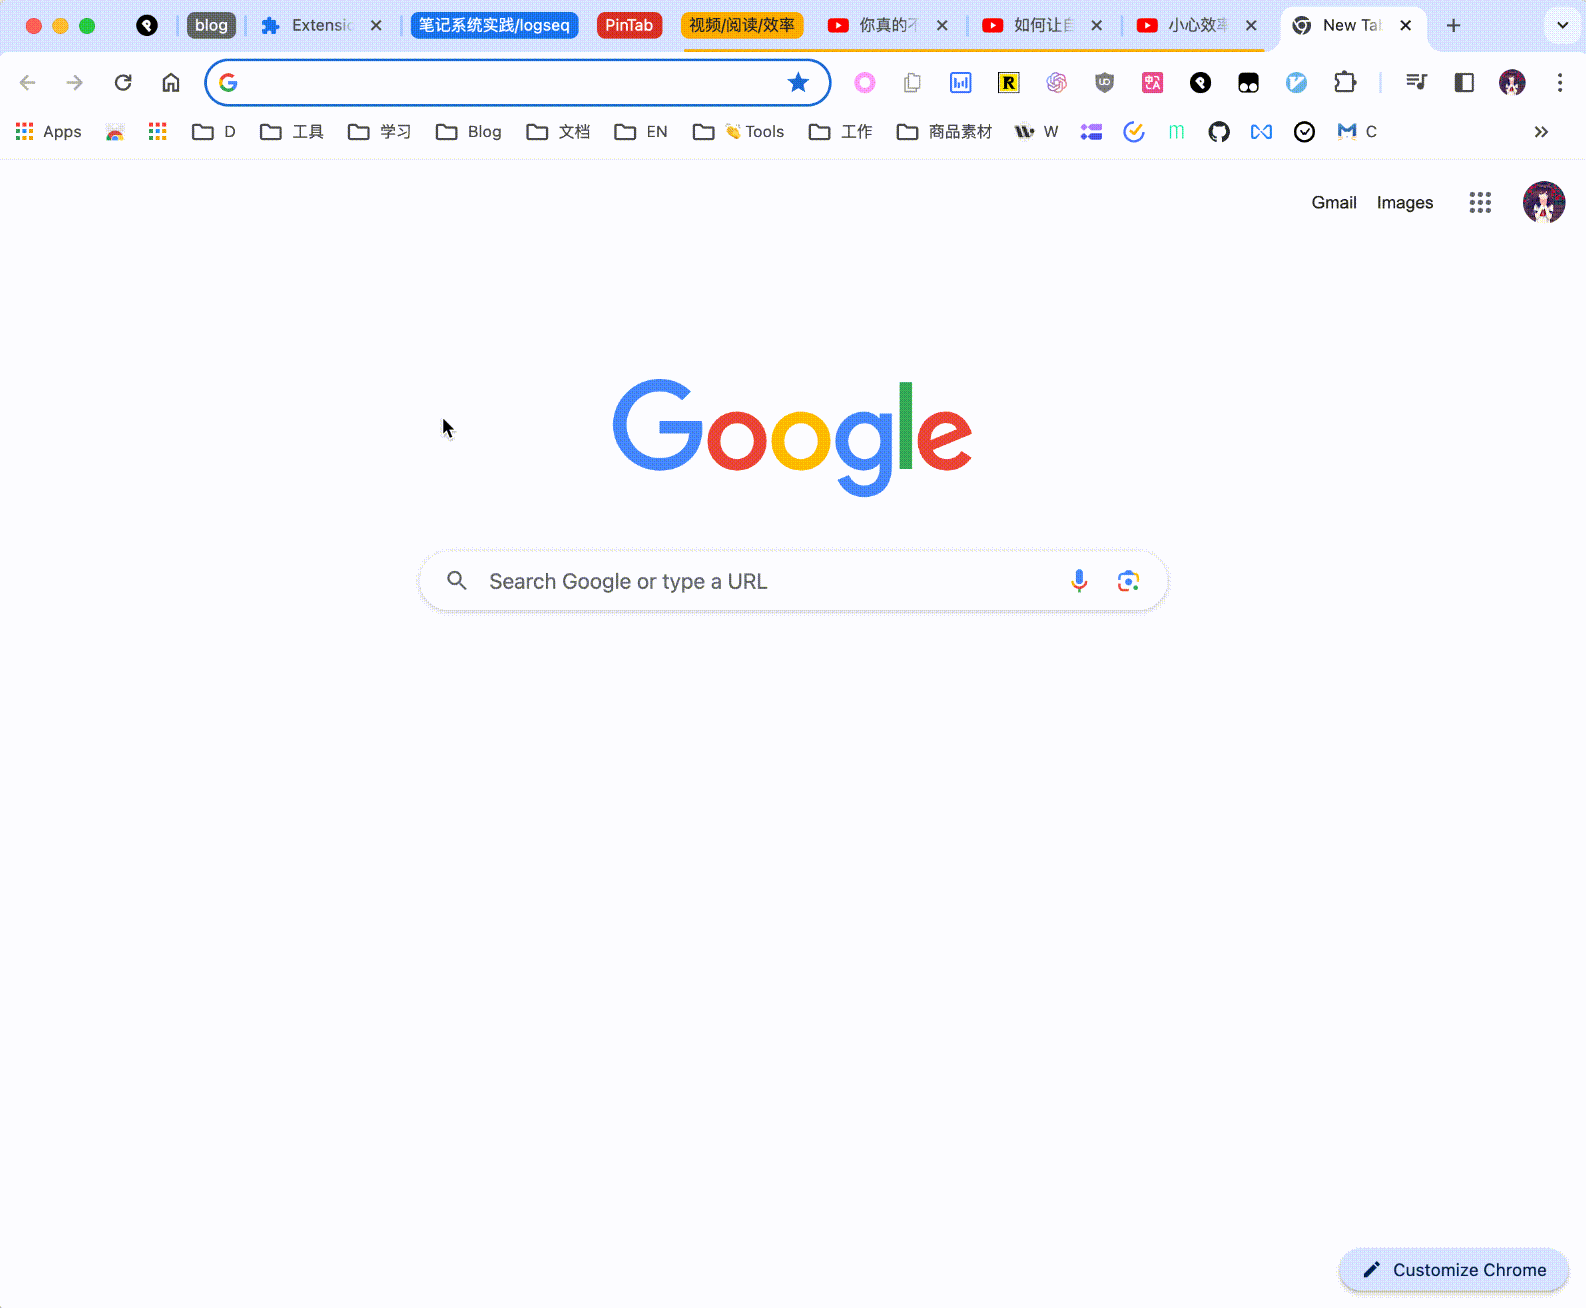 blog Extensio 笔记系统实践/logseq PinTab 视频/阅读/效率 你真的不 如何让自 小心效率 New Tab
Apps D 工具 学习 Blog 文档 EN 👏 Tools 工作 商品素材 W C
Gmail Images
Google
Search Google or type a URL
Customize Chrome